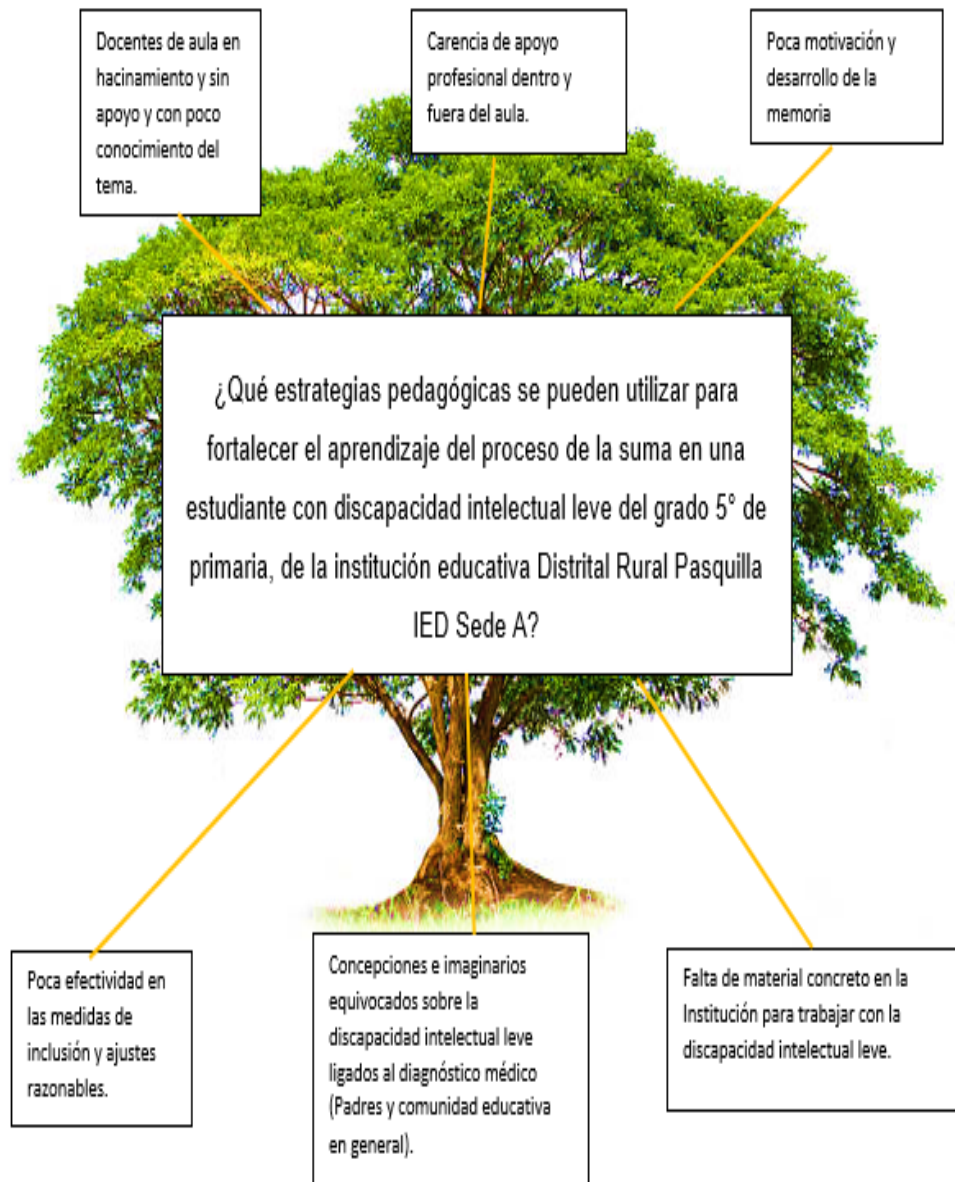 Docentes de aula en
hacinamiento y sin
apoyo y con poco
conocimiento del
tema.
Carencia de apoyo
profesional dentro y
fuera del aula.
Poca motivación y
desarrollo de la
memoria
¿Qué estrategias pedagógicas se pueden utilizar para
fortalecer el aprendizaje del proceso de la suma en una
estudiante con discapacidad intelectual leve del grado 5° de
primaria, de la institución educativa Distrital Rural Pasquilla
IED Sede A?
Poca efectividad en
las medidas de
inclusión y ajustes
razonables.
Concepciones e imaginarios
equivocados sobre la
discapacidad intelectual leve
ligados al diagnóstico médico
(Padres y comunidad educativa
en general).
Falta de material concreto en la
Institución para trabajar con la
discapacidad intelectual leve.